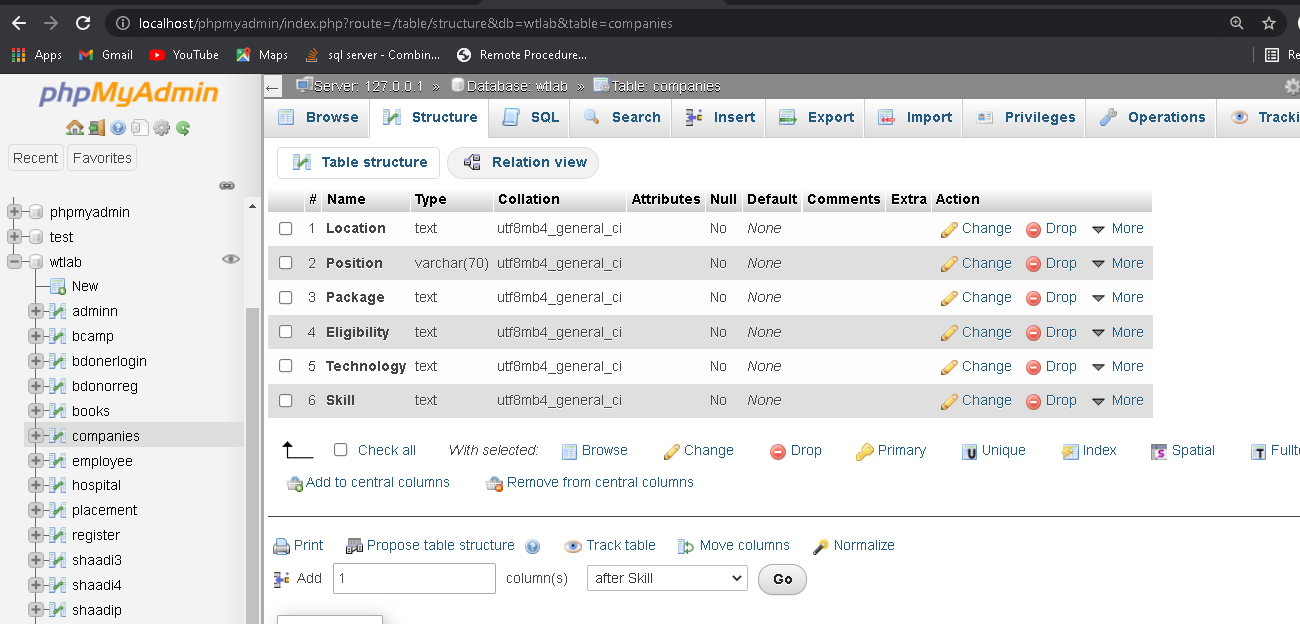 localhost/phpmyadmin/index.php?route=/table/structure&db=wtlab&table=companies
Apps Gmail YouTube Maps sql server - Combin... Remote Procedure... Re
phpMyAdmin
Recent Favorites
phpmyadmin
test
wtlab
New
adminn
bcamp
bdonerlogin
bdonorreg
books
companies
employee
hospital
placement
register
shaadi3
shaadi4
shaadip
Server: 127.0.0.1 » Database: wtlab » Table: companies
Browse Structure SQL Search Insert Export Import Privileges Operations Tracki
Table structure Relation view
# Name Type Collation Attributes Null Default Comments Extra Action
1 Location text utf8mb4_general_ci No None Change Drop More
2 Position varchar(70) utf8mb4_general_ci No None Change Drop More
3 Package text utf8mb4_general_ci No None Change Drop More
4 Eligibility text utf8mb4_general_ci No None Change Drop More
5 Technology text utf8mb4_general_ci No None Change Drop More
6 Skill text utf8mb4_general_ci No None Change Drop More
Check all With selected: Browse Change Drop Primary Unique Index Spatial Fullt
Add to central columns Remove from central columns
Print Propose table structure Track table Move columns Normalize
Add 1 column(s) after Skill Go